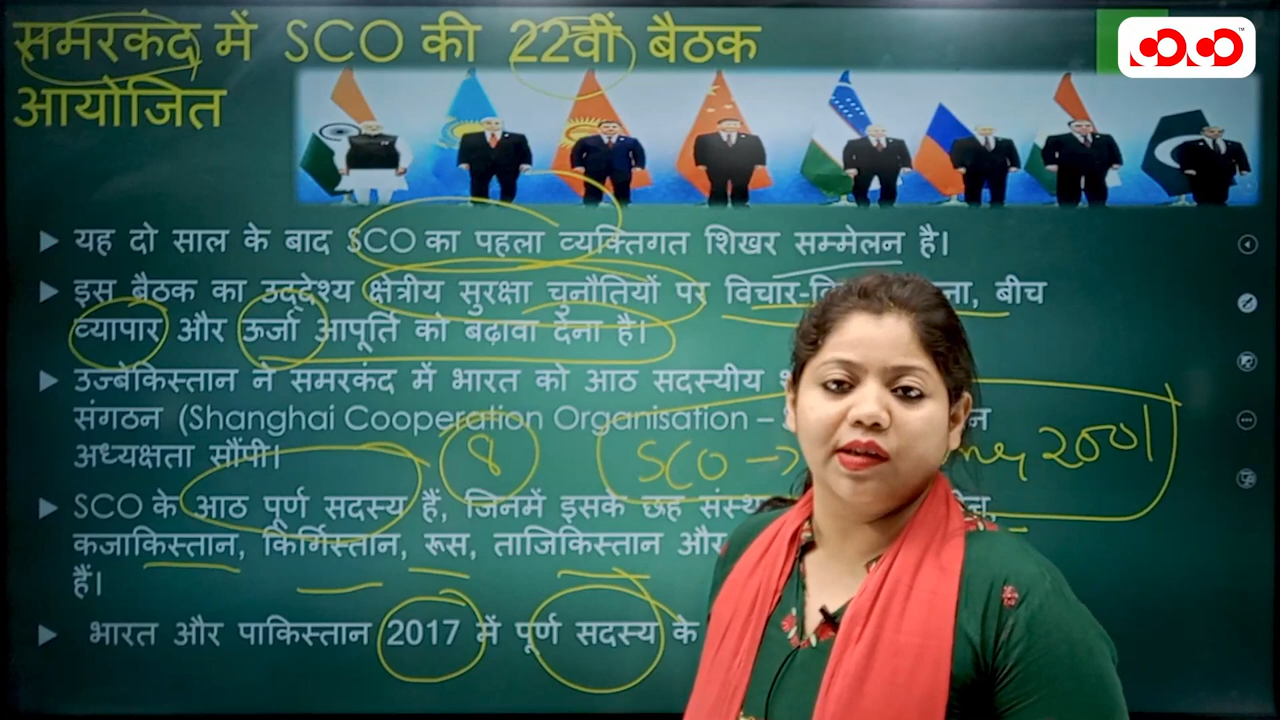 समरकंद में SCO की 22वीं बैठक
आयोजित
यह दो साल के बाद SCO का पहला व्यक्तिगत शिखर सम्मेलन है।
इस बैठक का उद्देश्य क्षेत्रीय सुरक्षा चुनौतियों पर बीच
व्यापार और ऊर्जा आपूर्ति को बढ़ावा देना है।
उज्बेकिस्तान ने समरकंद में भारत को आठ सदस्यीय
संगठन (Shanghai Cooperation Organisation –
अध्यक्षता सौंपी।
8
SCO → 2001
SCO के आठ पूर्ण सदस्य हैं, जिनमें इसके छह
कजाकिस्तान, किर्गिस्तान, रूस, ताजिकिस्तान और
हैं।
भारत और पाकिस्तान 2017 में पूर्ण सदस्य के